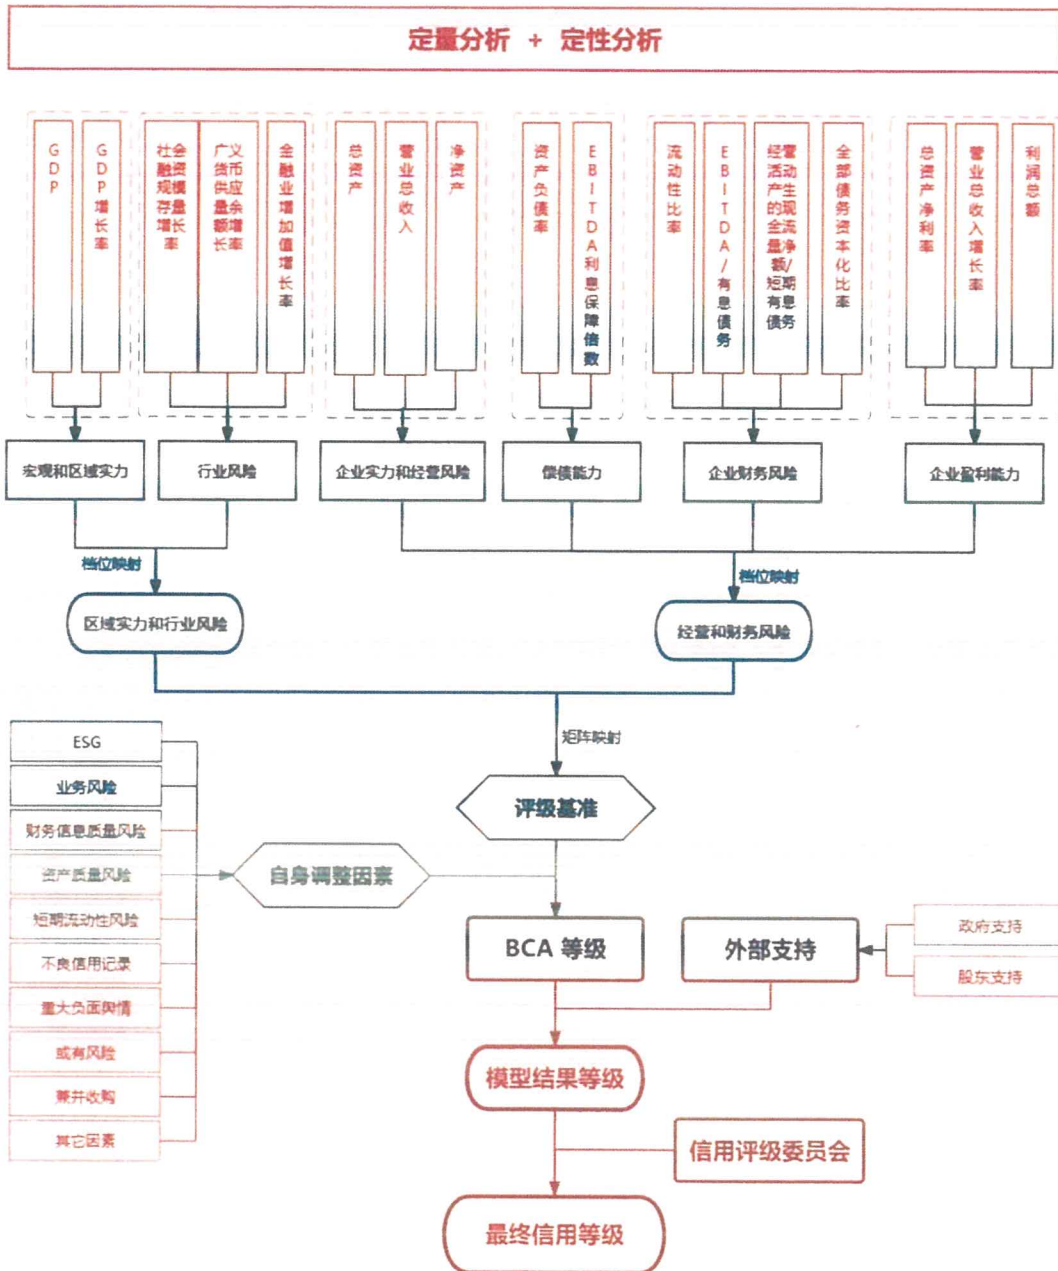 定量分析 + 定性分析
GDP
GDP增长率
社会融资规模存量增长率
广义货币供应量余额增长率
金融业增加值增长率
总资产
营业总收入
净资产
资产负债率
EBITDA利息保障倍数
流动性比率
EBITDA/有息债务
经营活动产生的现金流量净额/短期有息债务
全部债务资本化比率
总资产净利率
营业总收入增长率
利润总额
宏观和区域实力
行业风险
企业实力和经营风险
偿债能力
企业财务风险
企业盈利能力
档位映射
档位映射
区域实力和行业风险
经营和财务风险
矩阵映射
评级基准
ESG
业务风险
财务信息质量风险
资产质量风险
短期流动性风险
不良信用记录
重大负面舆情
或有风险
兼并收购
其它因素
自身调整因素
BCA 等级
外部支持
政府支持
股东支持
模型结果等级
信用评级委员会
最终信用等级